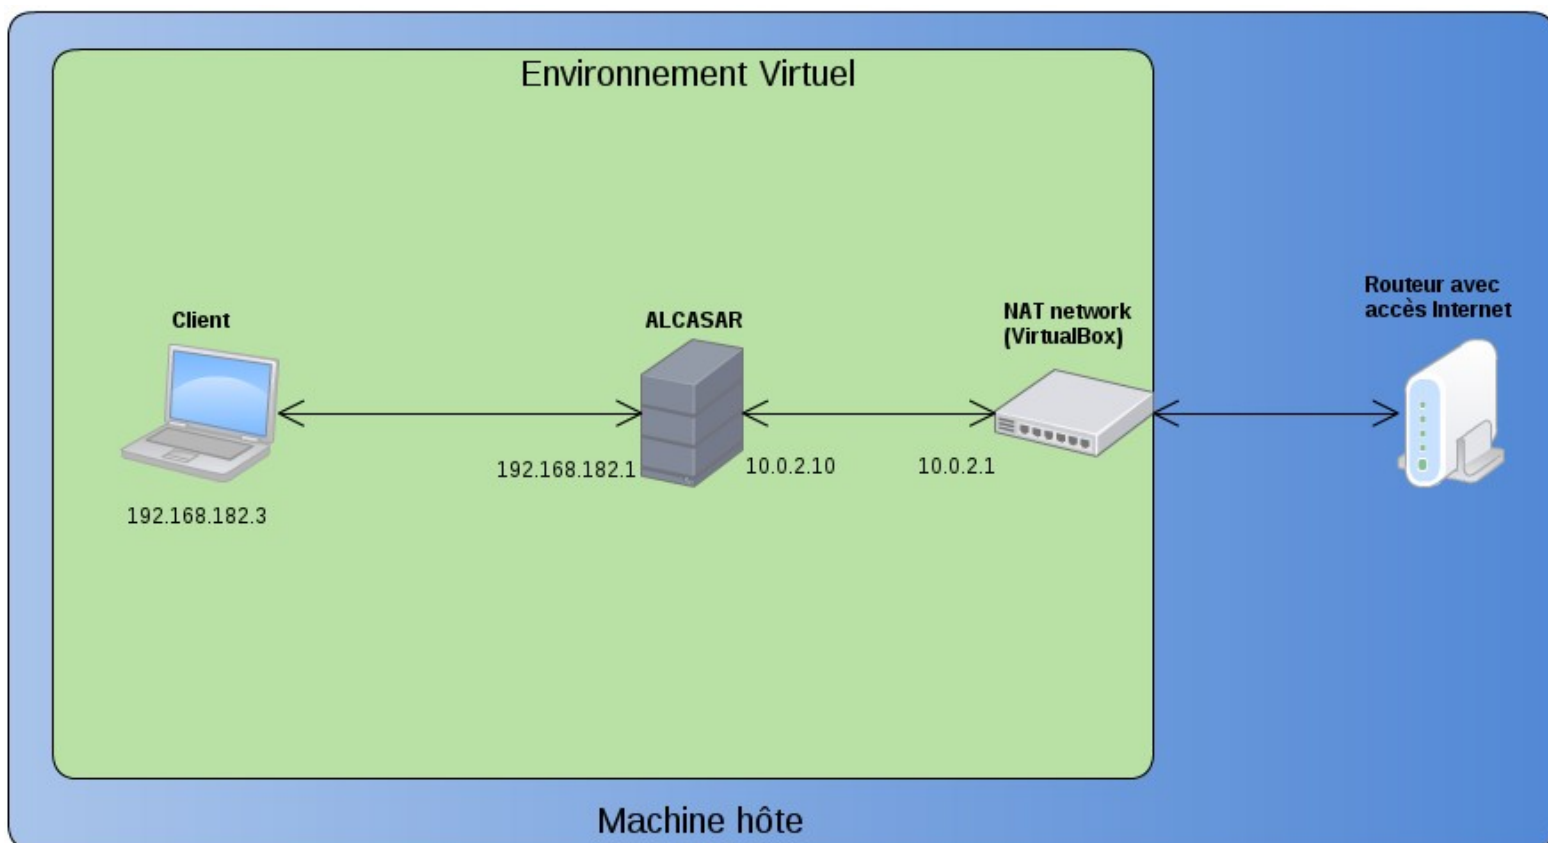 Environnement Virtuel
Client
192.168.182.3
ALCASAR
192.168.182.1
10.0.2.10
NAT network
(VirtualBox)
10.0.2.1
Routeur avec
accès Internet
Machine hôte